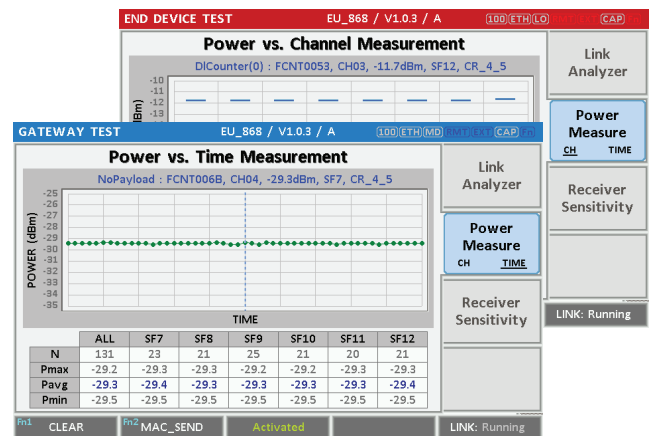 END DEVICE TEST EU_868 / V1.0.3 / A 100 ETH LO RMT EXT CAP Fn
Power vs. Channel Measurement
DlCounter(0) : FCNT0053, CH03, -11.7dBm, SF12, CR_4_5
-10
-11
-12
-13
dBm)
Link
Analyzer
Power
Measure
CH TIME
Receiver
Sensitivity
LINK: Running
GATEWAY TEST EU_868 / V1.0.3 / A 100 ETH MD RMT EXT CAP Fn
Power vs. Time Measurement
NoPayload : FCNT006B, CH04, -29.3dBm, SF7, CR_4_5
POWER (dBm)
-25
-26
-27
-28
-29
-30
-31
-32
-33
-34
-35
TIME
Link
Analyzer
Power
Measure
CH TIME
Receiver
Sensitivity
ALL SF7 SF8 SF9 SF10 SF11 SF12
N 131 23 21 25 21 20 21
Pmax -29.2 -29.3 -29.3 -29.2 -29.2 -29.3 -29.3
Pavg -29.3 -29.4 -29.3 -29.3 -29.3 -29.3 -29.4
Pmin -29.5 -29.5 -29.5 -29.5 -29.5 -29.5 -29.5
Fn1 CLEAR Fn2 MAC_SEND Activated LINK: Running